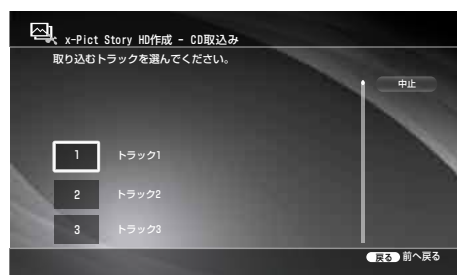 x-Pict Story HD作成 - CD取込み
取り込むトラックを選んでください。
中止
1 トラック1
2 トラック2
3 トラック3
戻る 前へ戻る